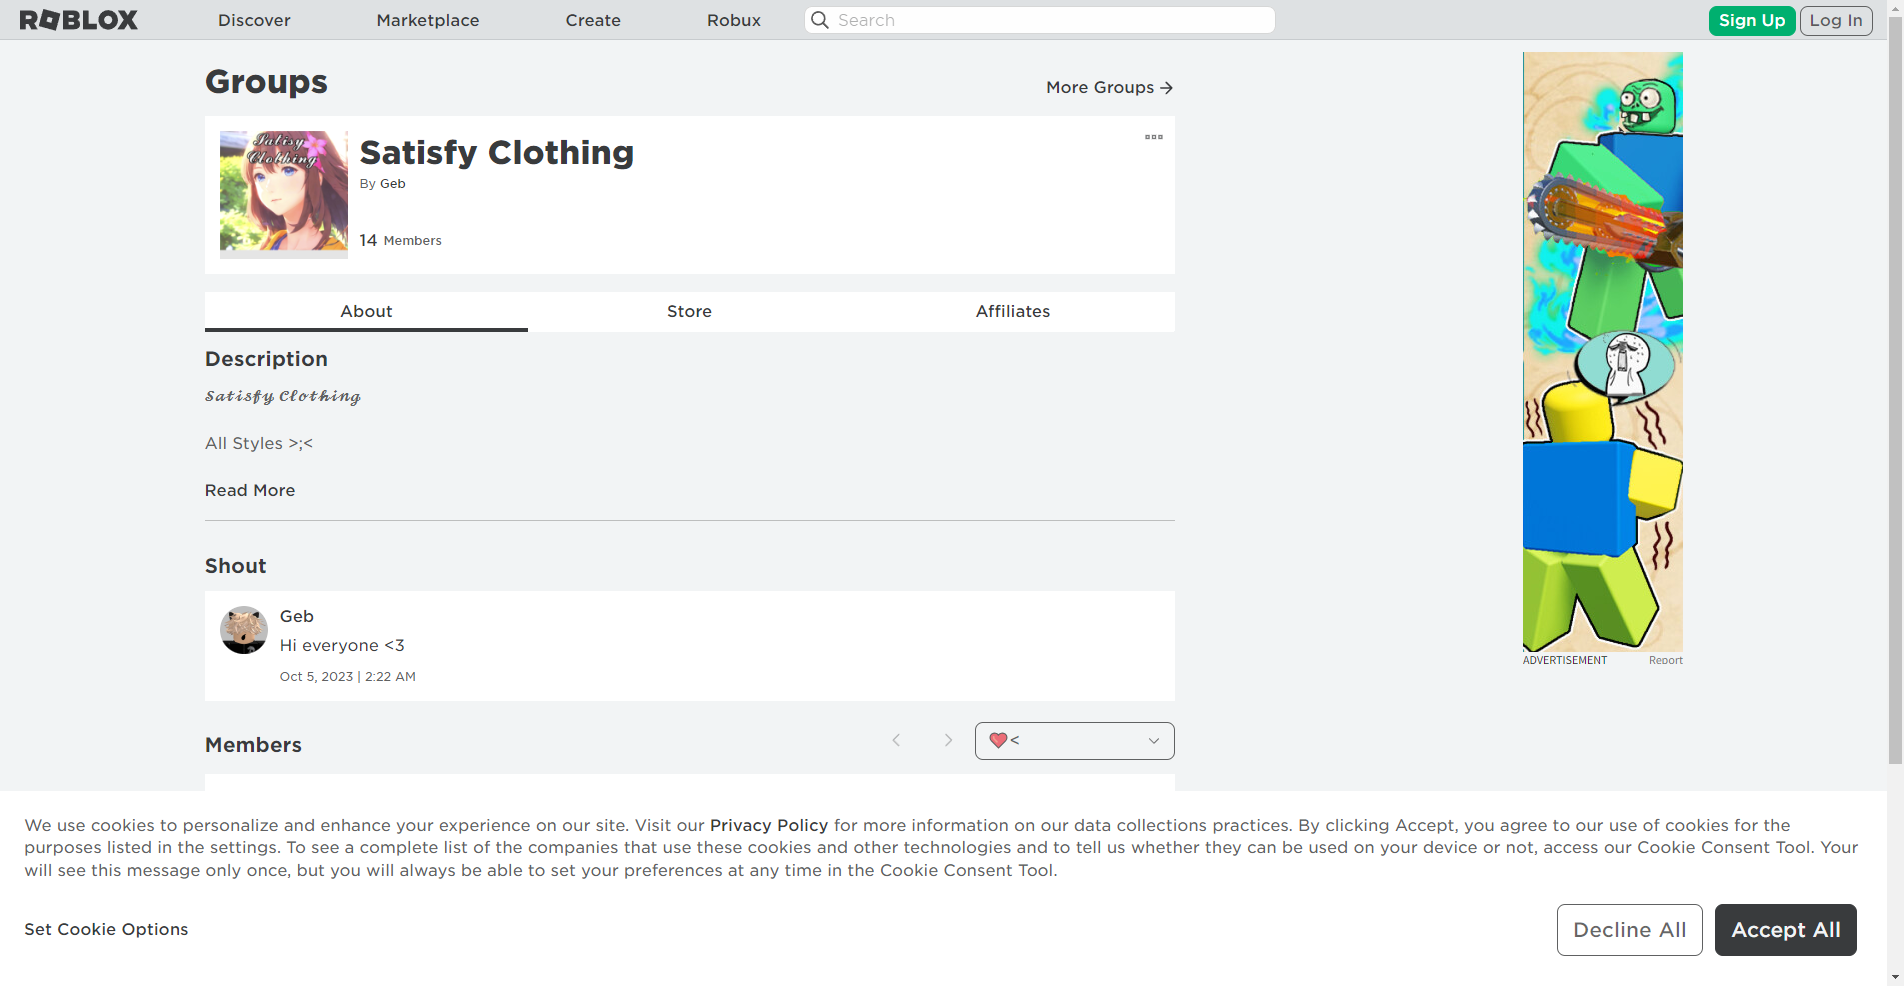 ROBLOX
Discover
Marketplace
Create
Robux
Search
Sign Up
Log In
Groups
More Groups
Satisy
Clothing
Satisfy Clothing
By Geb
14 Members
About
Store
Affiliates
Description
𝓢𝓪𝓽𝓲𝓼𝓯𝔂 𝓒𝓵𝓸𝓽𝓱𝓲𝓷𝓰
All Styles >;<
Read More
Shout
Geb
Hi everyone <3
Oct 5, 2023 | 2:22 AM
Members
❤️<
ADVERTISEMENT
Report
We use cookies to personalize and enhance your experience on our site. Visit our Privacy Policy for more information on our data collections practices. By clicking Accept, you agree to our use of cookies for the
purposes listed in the settings. To see a complete list of the companies that use these cookies and other technologies and to tell us whether they can be used on your device or not, access our Cookie Consent Tool. Your
will see this message only once, but you will always be able to set your preferences at any time in the Cookie Consent Tool.
Set Cookie Options
Decline All
Accept All